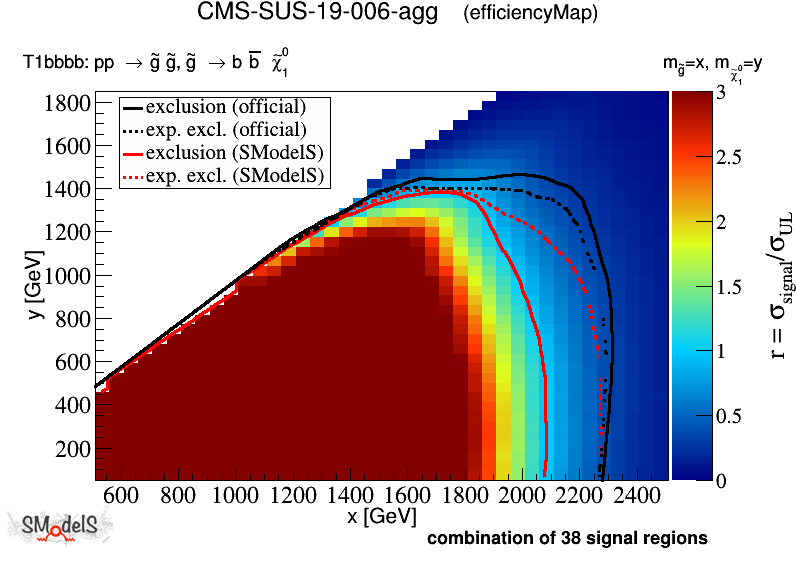 CMS-SUS-19-006-agg (efficiencyMap)
T1bbbb: pp → g̃ g̃, g̃ → b b̅ χ̃₁⁰
m_g̃=x, m_χ̃₁⁰=y
exclusion (official)
exp. excl. (official)
exclusion (SModelS)
exp. excl. (SModelS)
1800
1600
1400
1200
1000
800
600
400
200
y [GeV]
600 800 1000 1200 1400 1600 1800 2000 2200 2400
x [GeV]
3
2.5
2
1.5
1
0.5
0
r = σ_signal/σ_UL
SModelS
combination of 38 signal regions